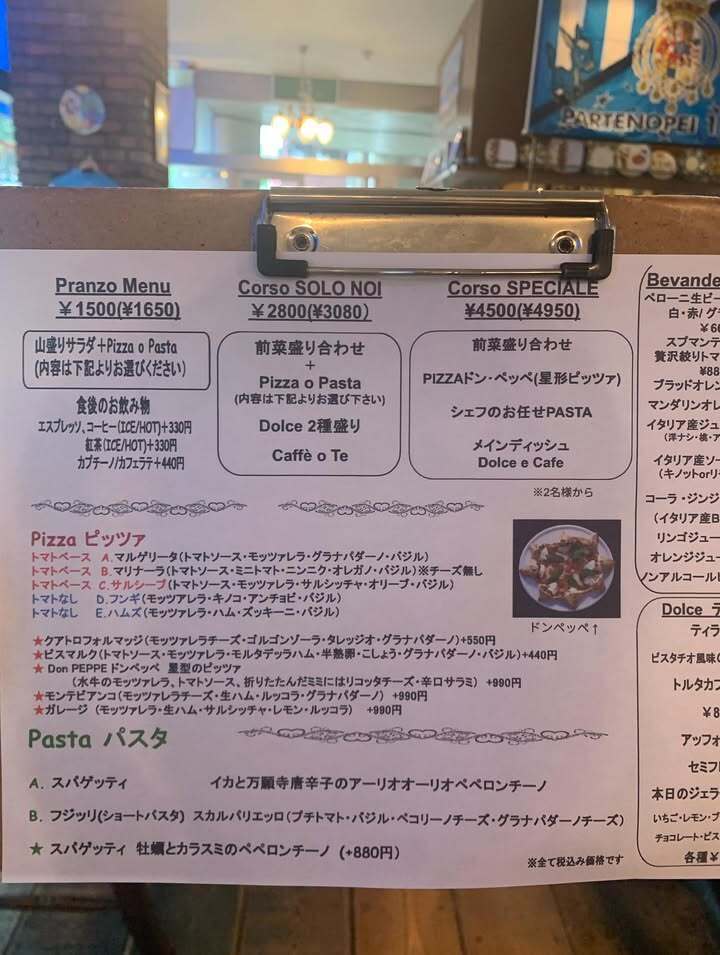 PARTENOPEI 1
Pranzo Menu
￥1500(¥1650)
山盛りサラダ＋Pizza o Pasta
(内容は下記よりお選びください)
食後のお飲み物
エスプレッソ、コーヒー(ICE/HOT)＋330円
紅茶(ICE/HOT)＋330円
カプチーノ/カフェラテ＋440円
Corso SOLO NOI
￥2800(¥3080）
前菜盛り合わせ
＋
Pizza o Pasta
(内容は下記よりお選び下さい)
Dolce 2種盛り
Caffè o Te
Corso SPECIALE
¥4500(¥4950)
前菜盛り合わせ
PIZZAドン・ペッペ(星形ピッツァ)
シェフのお任せPASTA
メインディッシュ
Dolce e Cafe
※2名様から
Bevande
ペローニ生ビー
白・赤/ グラ
￥6
スプマンテ
贅沢絞りトマ
¥88
ブラッドオレン
マンダリンオレ
イタリア産ジュ
(洋ナシ・桃・ア
イタリア産ソー
(キノットorリ
コーラ・ジンジ
(イタリア産B
リンゴジュー
オレンジジュー
ノンアルコール
Pizza ピッツァ
トマトベース A.マルゲリータ(トマトソース・モッツァレラ・グラナパダーノ・バジル)
トマトベース B.マリナーラ(トマトソース・ミニトマト・ニンニク・オレガノ・バジル)※チーズ無し
トマトベース C.サルシーブ(トマトソース・モッツァレラ・サルシッチャ・オリーブ・バジル)
トマトなし D.フンギ(モッツァレラ・キノコ・アンチョビ・バジル)
トマトなし E.ハムズ(モッツァレラ・ハム・ズッキーニ・バジル)
ドンペッペ↑
★クアトロフォルマッジ(モッツァレラチーズ・ゴルゴンゾーラ・タレッジオ・グラナパダーノ)+550円
★ビスマルク(トマトソース・モッツァレラ・モルタデッラハム・半熟卵・こしょう・グラナパダーノ・バジル)+440円
★ Don PEPPE ドンペッペ 星型のピッツァ
(水牛のモッツァレラ、トマトソース、折りたたんだミミにはリコッタチーズ・辛口サラミ) +990円
★モンテビアンコ(モッツァレラチーズ・生ハム・ルッコラ・グラナパダーノ) +990円
★ガレージ (モッツァレラ・生ハム・サルシッチャ・レモン・ルッコラ) +990円
Pasta パスタ
A. スパゲッティ イカと万願寺唐辛子のアーリオオーリオペペロンチーノ
B. フジッリ(ショートパスタ) スカルパリエッロ(プチトマト・バジル・ペコリーノチーズ・グラナパダーノチーズ)
★ スパゲッティ 牡蠣とカラスミのペペロンチーノ (+880円)
※全て税込み価格です
Dolce デ
ティラ
ピスタチオ風味の
トルタカフ
￥8
アッフォ
セミフ
本日のジェラ
いちご・レモン・ブ
チョコレート・ピス
各種￥